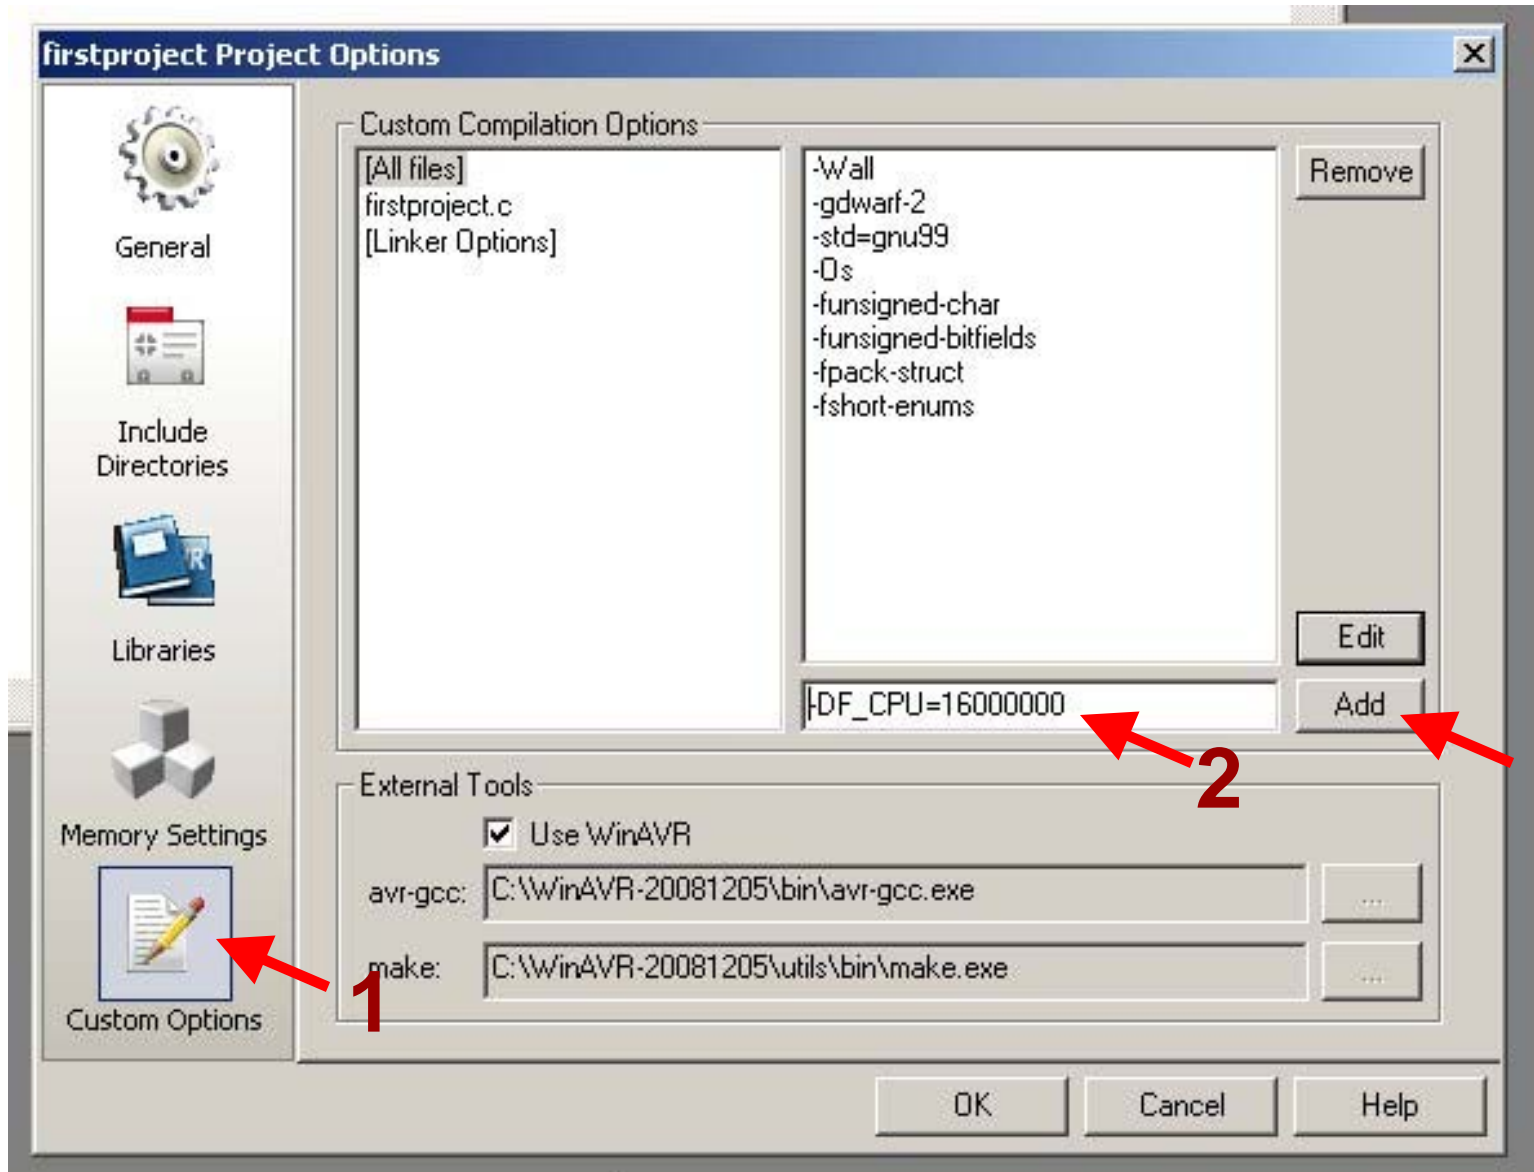 firstproject Project Options
General
Include
Directories
Libraries
Memory Settings
Custom Options
Custom Compilation Options
[All files]
firstproject.c
[Linker Options]
-Wall
-gdwarf-2
-std=gnu99
-Os
-funsigned-char
-funsigned-bitfields
-fpack-struct
-fshort-enums
Remove
Edit
-DF_CPU=16000000
Add
2
External Tools
Use WinAVR
avr-gcc: C:\WinAVR-20081205\bin\avr-gcc.exe ...
make: C:\WinAVR-20081205\utils\bin\make.exe ...
1
OK Cancel Help